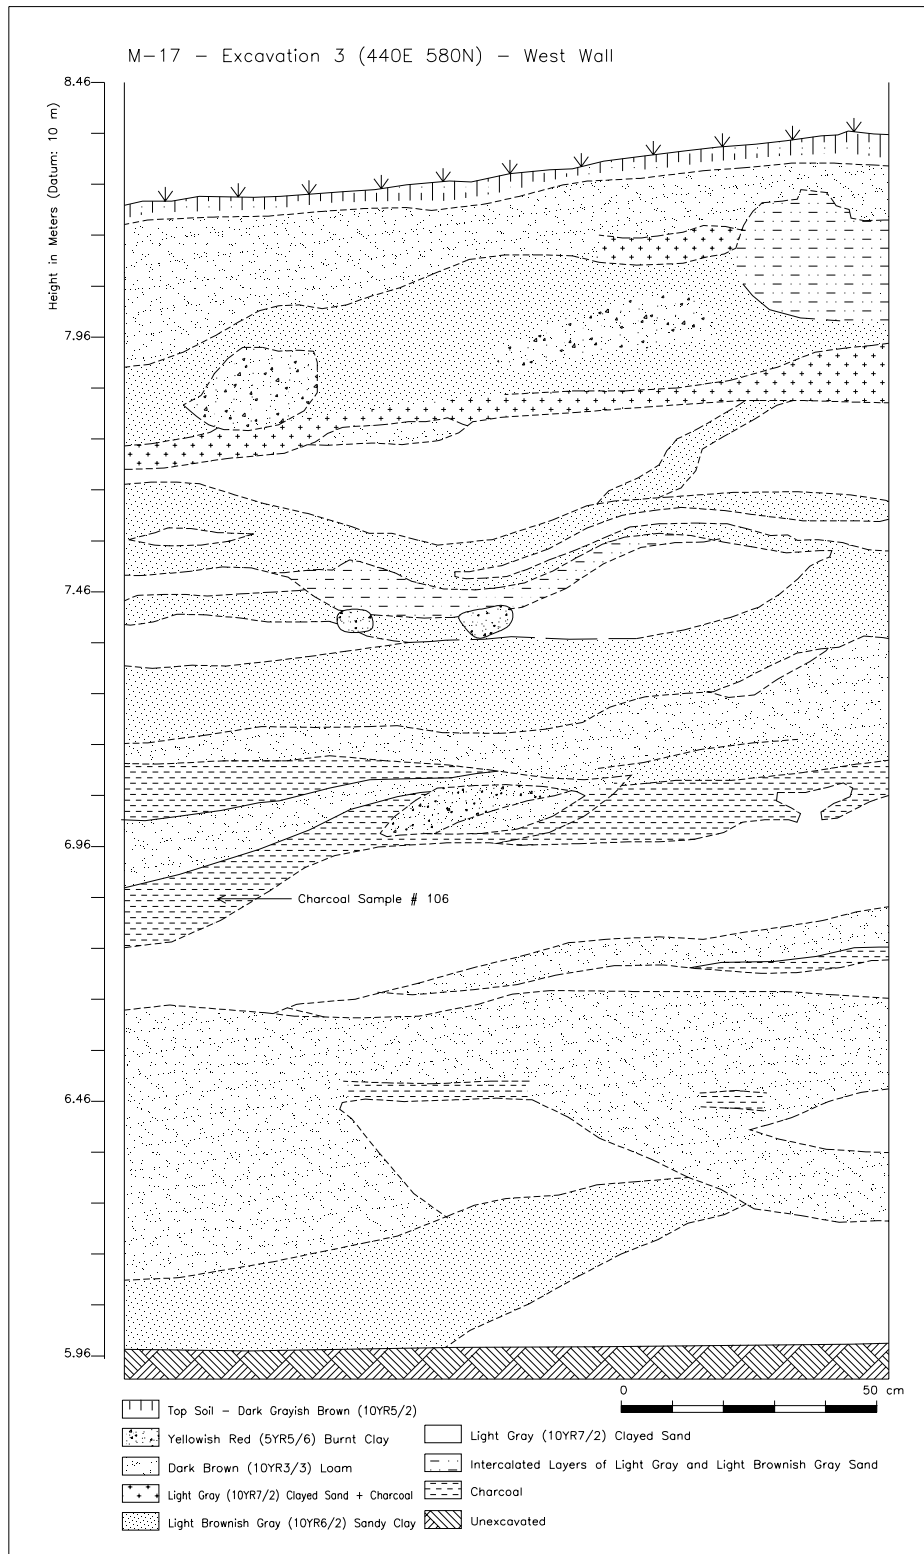 M-17 - Excavation 3 (440E 580N) - West Wall
Height in Meters (Datum: 10 m)
8.46
7.96
7.46
6.96
Charcoal Sample # 106
6.46
5.96
0 50 cm
Top Soil - Dark Grayish Brown (10YR5/2)
Yellowish Red (5YR5/6) Burnt Clay
Dark Brown (10YR3/3) Loam
Light Gray (10YR7/2) Clayed Sand + Charcoal
Light Brownish Gray (10YR6/2) Sandy Clay
Light Gray (10YR7/2) Clayed Sand
Intercalated Layers of Light Gray and Light Brownish Gray Sand
Charcoal
Unexcavated